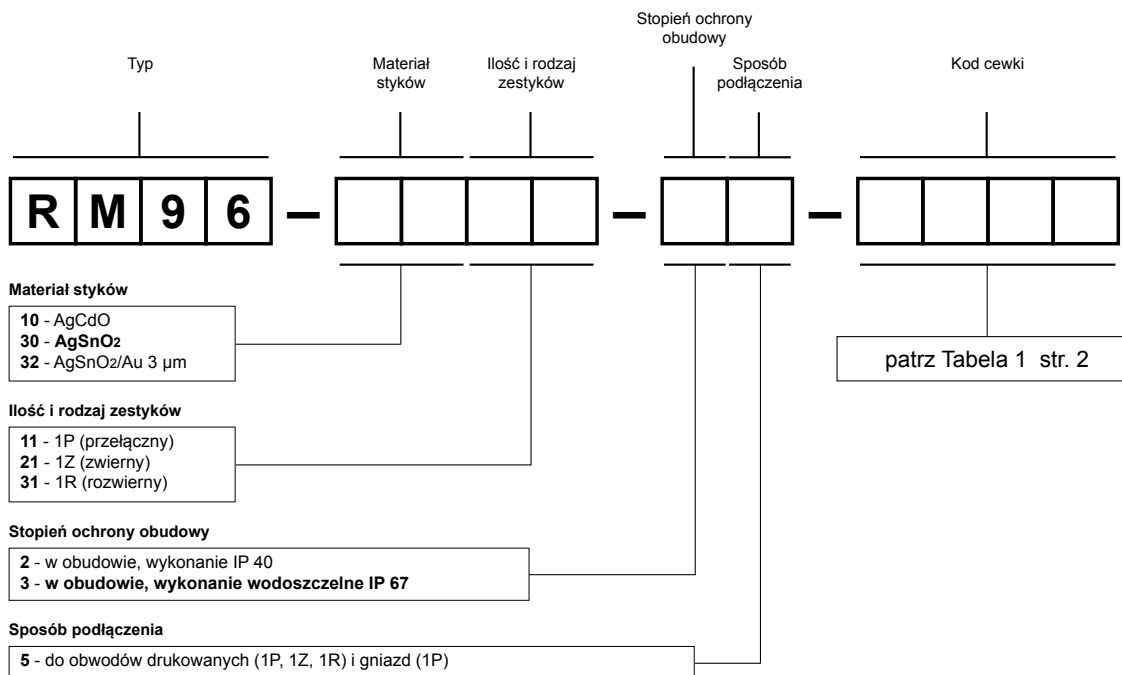 Stopień ochrony
obudowy
Typ
Materiał
styków
Ilość i rodzaj
zestyków
Sposób
podłączenia
Kod cewki
R M 9 6 – – –
Materiał styków
10 - AgCdO
30 - AgSnO2
32 - AgSnO2/Au 3 µm
patrz Tabela 1 str. 2
Ilość i rodzaj zestyków
11 - 1P (przełączny)
21 - 1Z (zwierny)
31 - 1R (rozwierny)
Stopień ochrony obudowy
2 - w obudowie, wykonanie IP 40
3 - w obudowie, wykonanie wodoszczelne IP 67
Sposób podłączenia
5 - do obwodów drukowanych (1P, 1Z, 1R) i gniazd (1P)